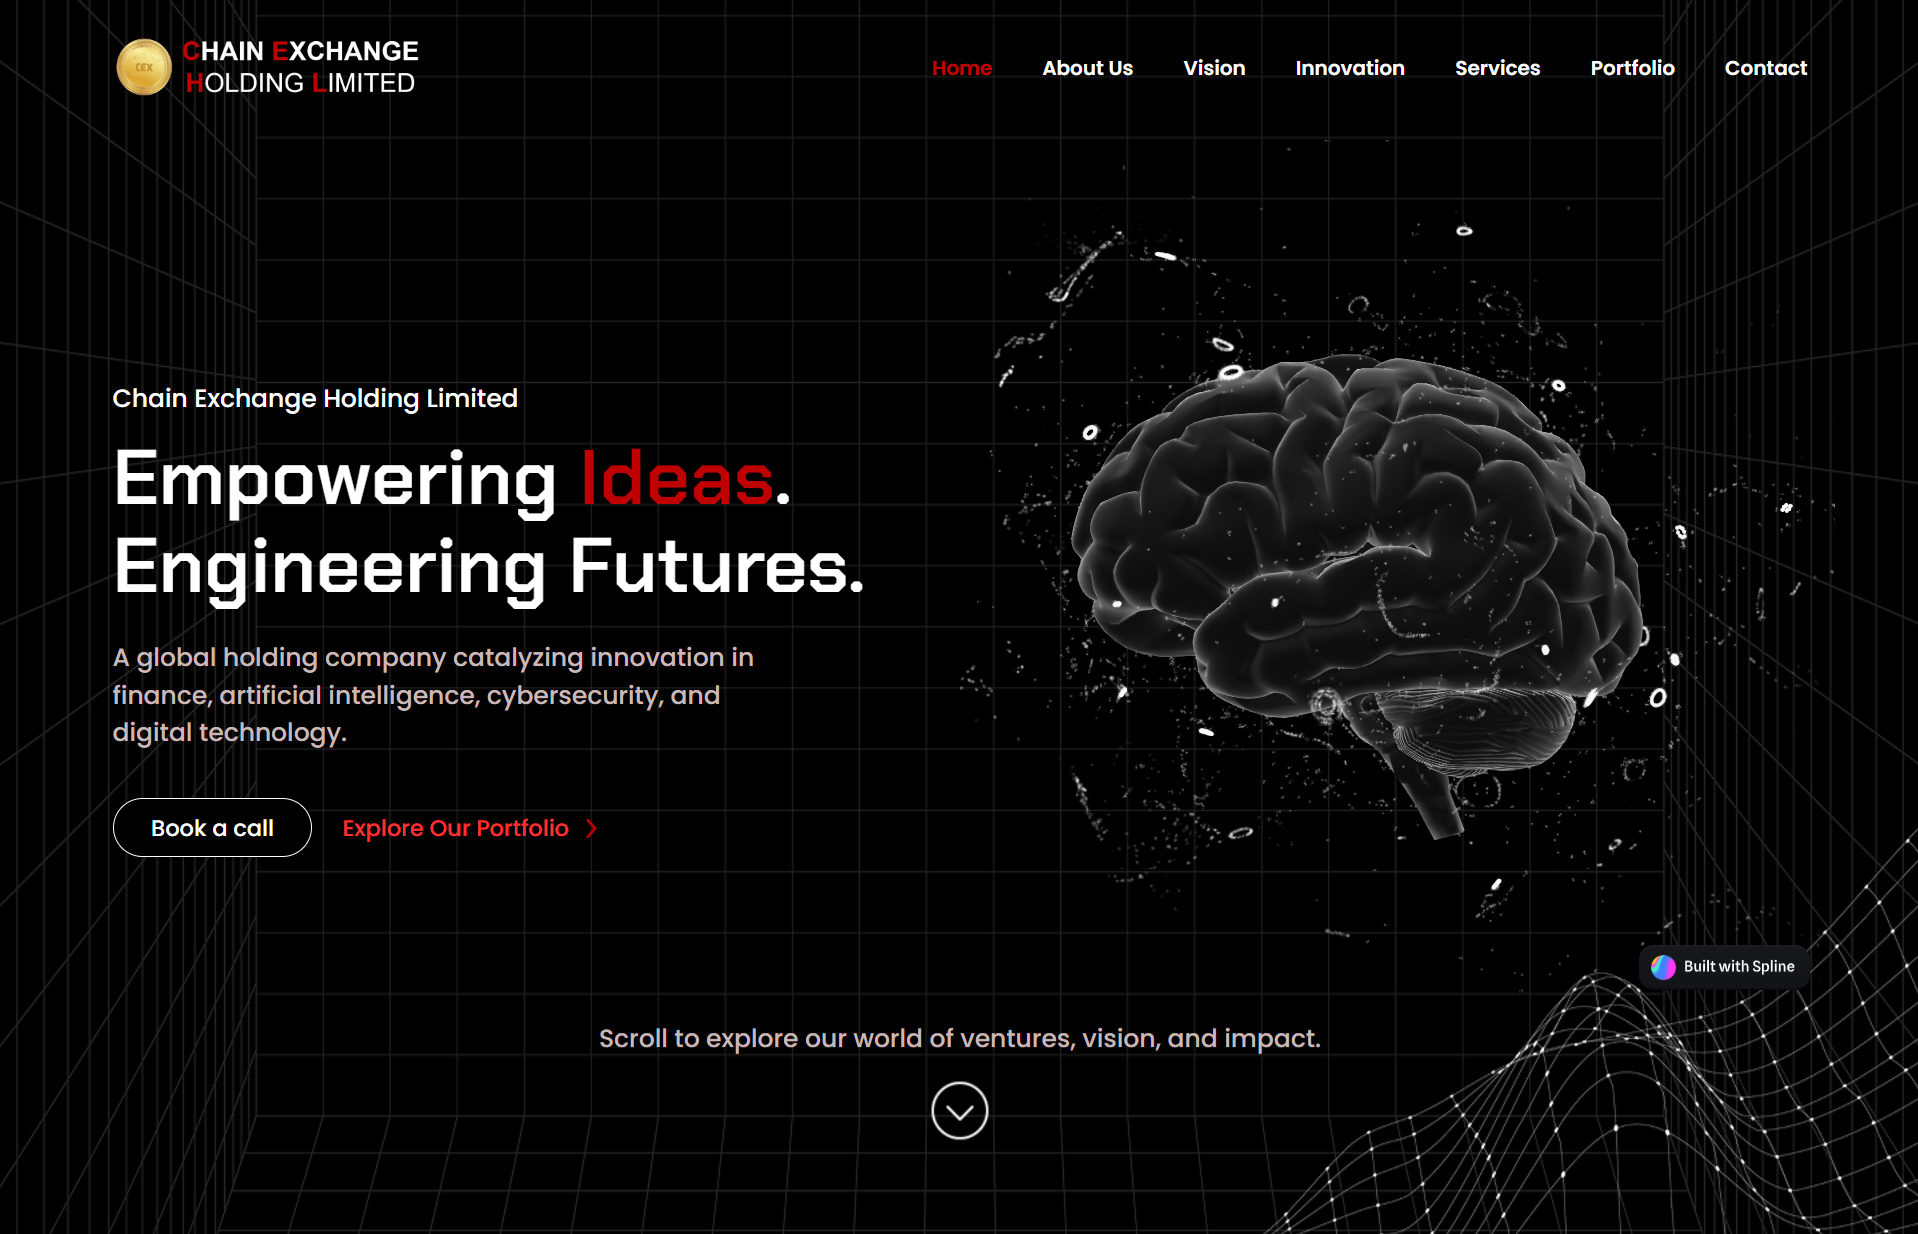 CEX
CHAIN EXCHANGE
HOLDING LIMITED
Home About Us Vision Innovation Services Portfolio Contact
Chain Exchange Holding Limited
Empowering Ideas.
Engineering Futures.
A global holding company catalyzing innovation in
finance, artificial intelligence, cybersecurity, and
digital technology.
Book a call Explore Our Portfolio
Built with Spline
Scroll to explore our world of ventures, vision, and impact.